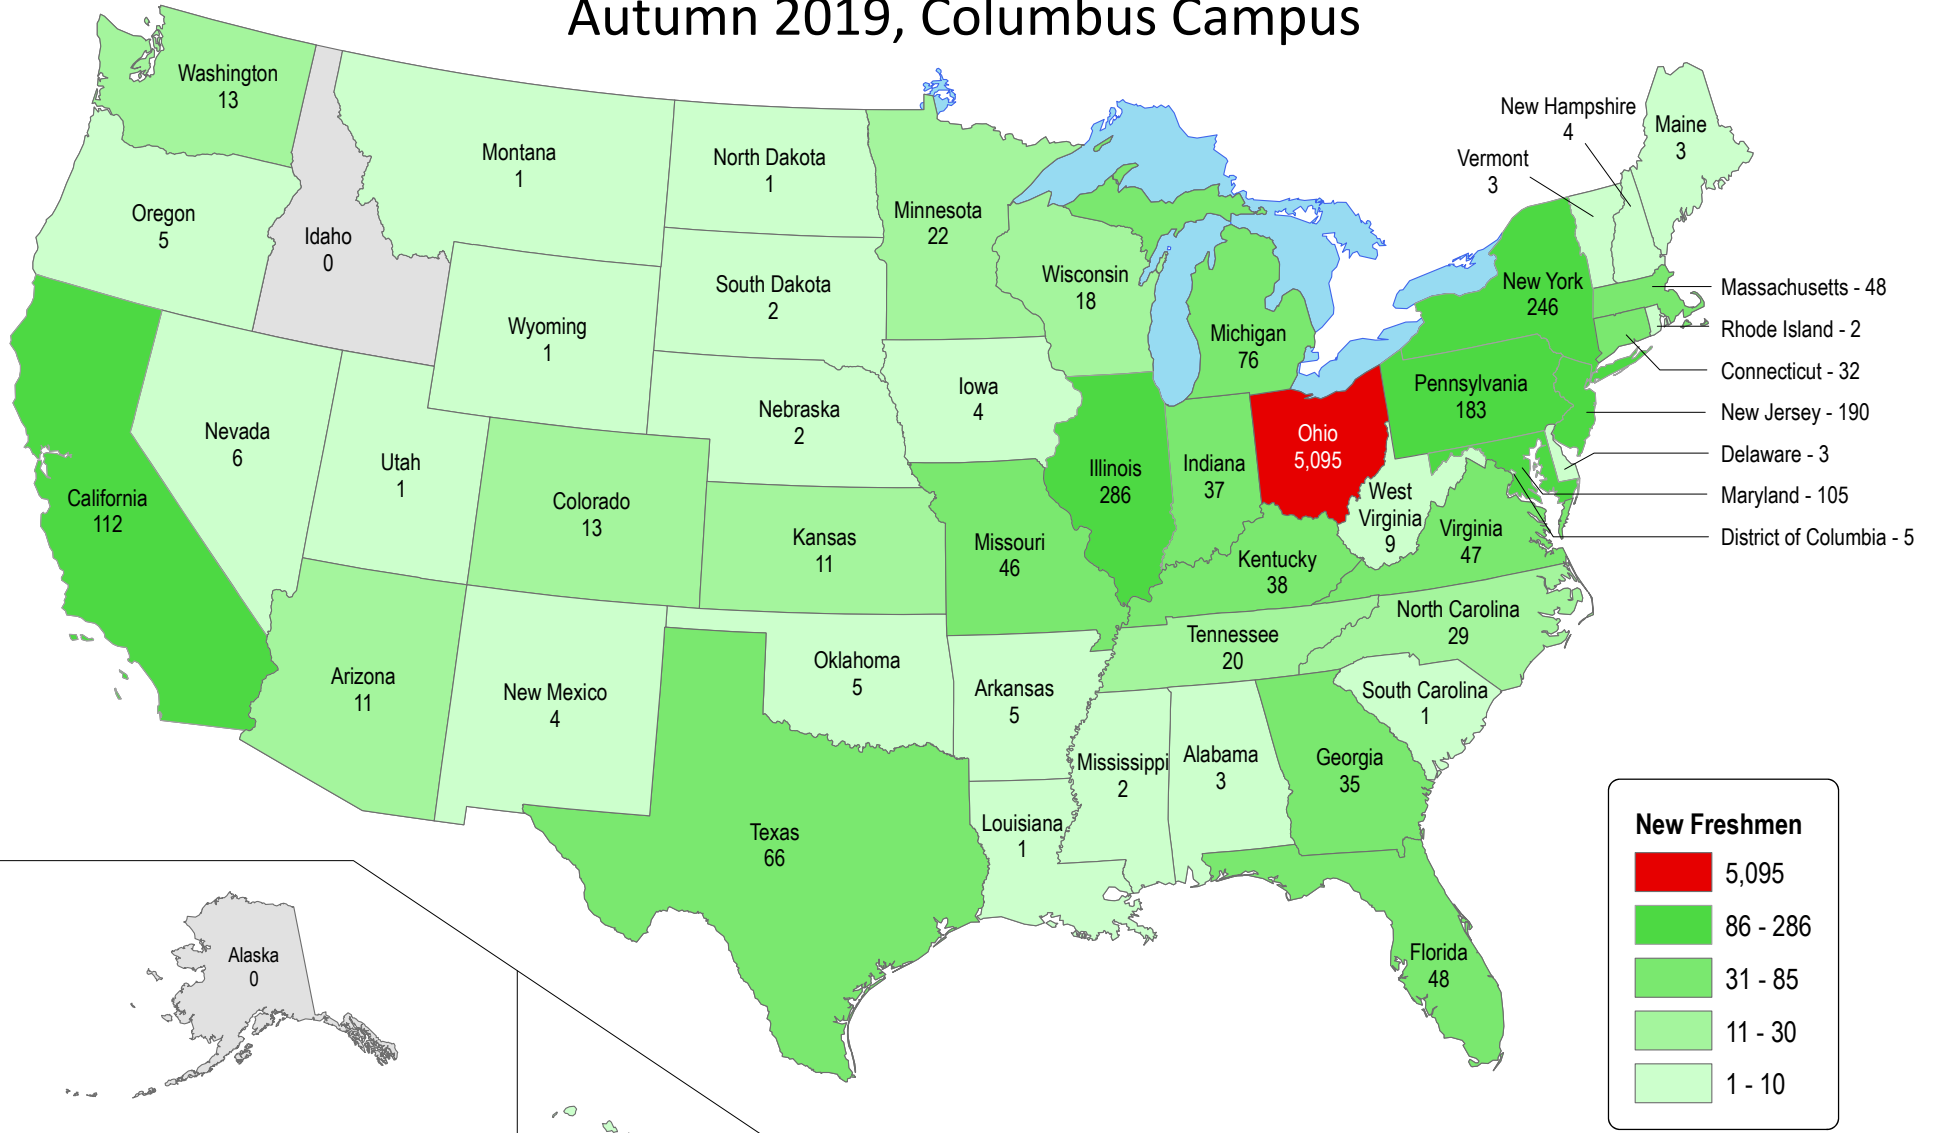 Autumn 2019, Columbus Campus
Washington
13
Oregon
5
Idaho
0
Montana
1
North Dakota
1
Minnesota
22
South Dakota
2
Wyoming
1
Wisconsin
18
Michigan
76
New Hampshire
4
Vermont
3
Maine
3
New York
246
Massachusetts - 48
Rhode Island - 2
Connecticut - 32
New Jersey - 190
Delaware - 3
Maryland - 105
District of Columbia - 5
Pennsylvania
183
Ohio
5,095
Indiana
37
Illinois
286
Iowa
4
Nebraska
2
Nevada
6
Utah
1
California
112
Colorado
13
Kansas
11
Missouri
46
Kentucky
38
West
Virginia
9
Virginia
47
North Carolina
29
Tennessee
20
South Carolina
1
Arizona
11
New Mexico
4
Oklahoma
5
Arkansas
5
Mississippi
2
Alabama
3
Georgia
35
Louisiana
1
Texas
66
Florida
48
Alaska
0
New Freshmen
5,095
86 - 286
31 - 85
11 - 30
1 - 10